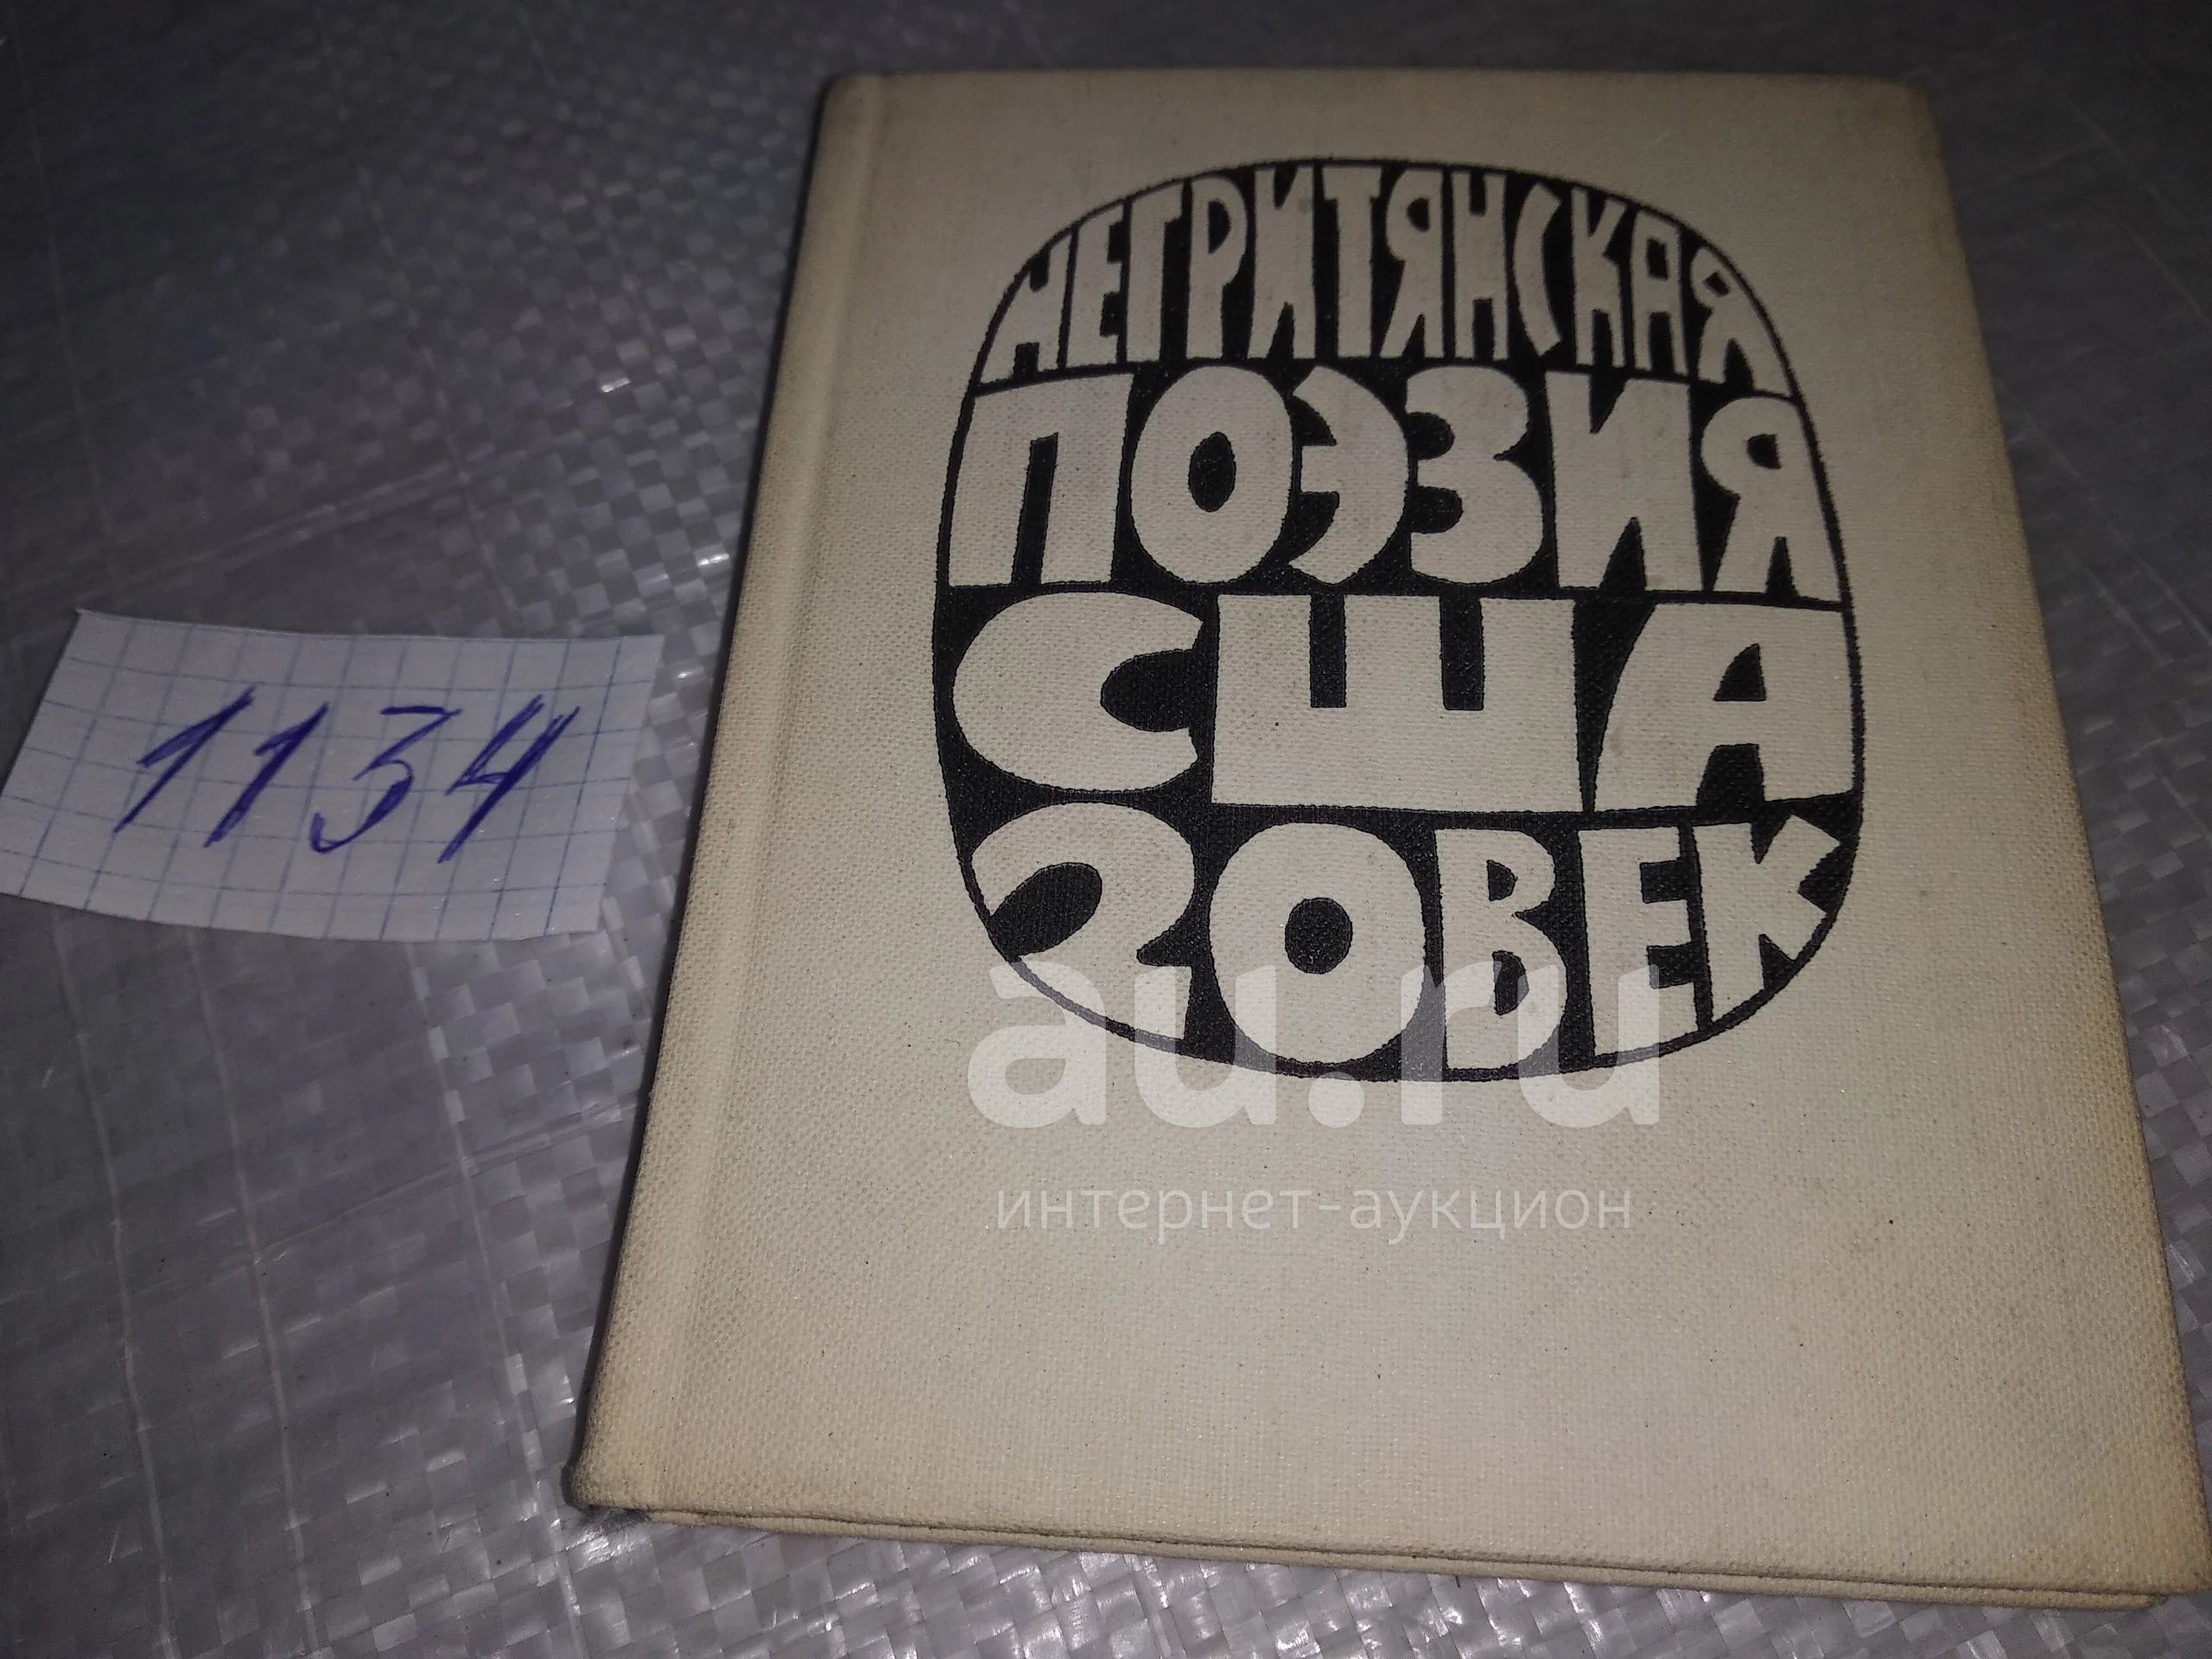 НЕГРИТЯНСКАЯ
ПОЭЗИЯ
США
20ВЕК
1134
au.ru
интернет-аукцион